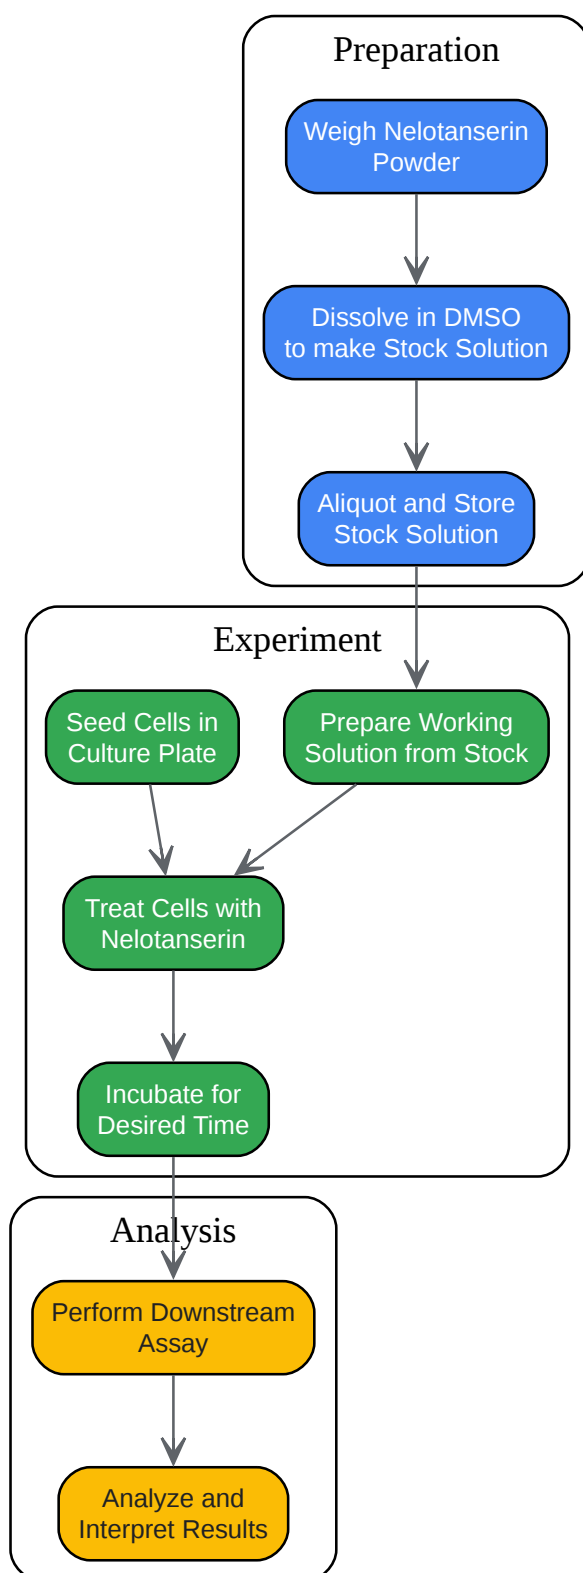 Preparation
Weigh Nelotanserin
Powder
Dissolve in DMSO
to make Stock Solution
Aliquot and Store
Stock Solution
Experiment
Seed Cells in
Culture Plate
Prepare Working
Solution from Stock
Treat Cells with
Nelotanserin
Incubate for
Desired Time
Analysis
Perform Downstream
Assay
Analyze and
Interpret Results